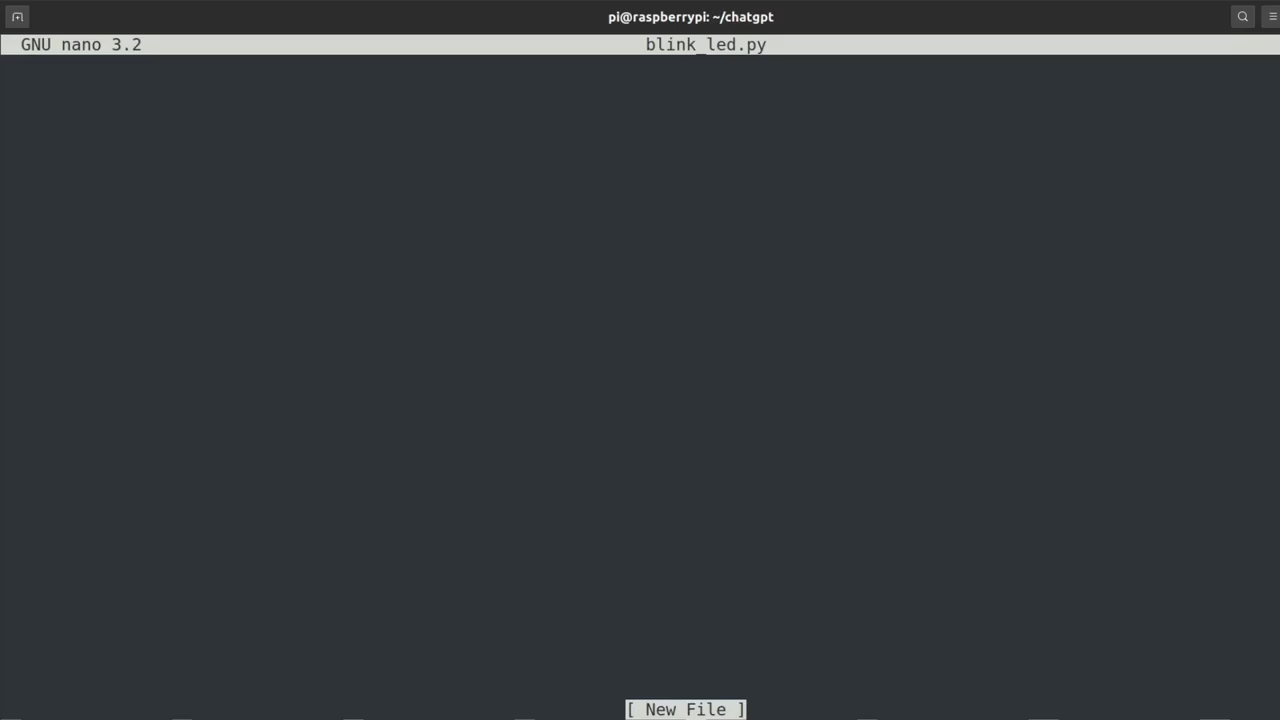 pi@raspberrypi: ~/chatgpt
GNU nano 3.2 blink_led.py
[ New File ]